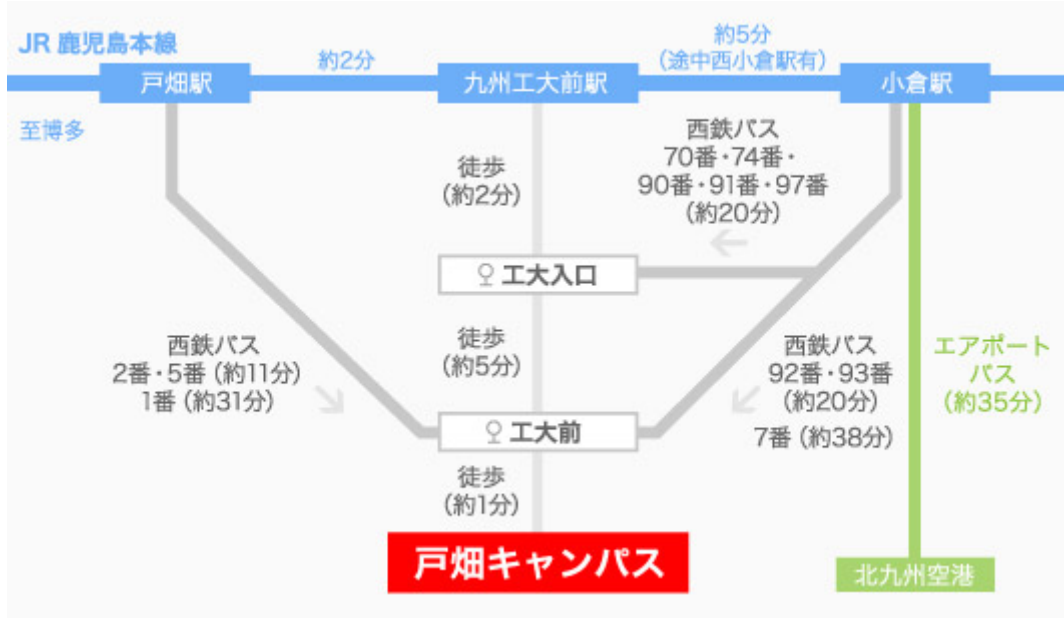 JR 鹿児島本線
約2分
約5分
(途中西小倉駅有)
戸畑駅
九州工大前駅
小倉駅
至博多
徒歩
(約2分)
西鉄バス
70番・74番・
90番・91番・97番
(約20分)
工大入口
徒歩
(約5分)
西鉄バス
2番・5番 (約11分)
1番 (約31分)
西鉄バス
92番・93番
(約20分)
7番 (約38分)
エアポート
バス
(約35分)
工大前
徒歩
(約1分)
戸畑キャンパス
北九州空港